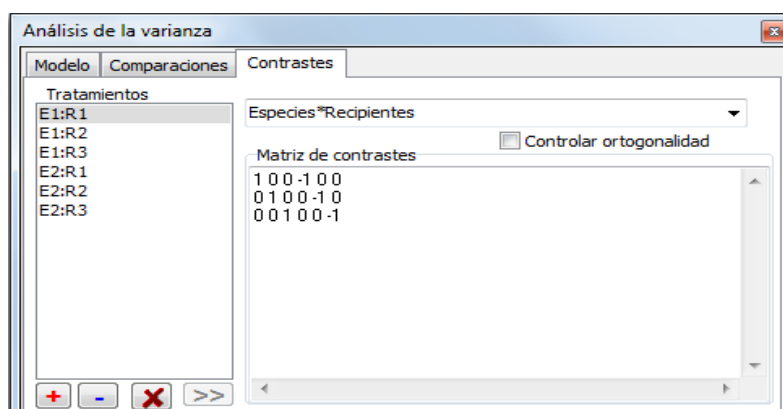 Análisis de la varianza
Modelo Comparaciones Contrastes
Tratamientos
E1:R1
E1:R2
E1:R3
E2:R1
E2:R2
E2:R3
Especies*Recipientes
Controlar ortogonalidad
Matriz de contrastes
1 0 0 -1 0 0
0 1 0 0 -1 0
0 0 1 0 0 -1
+ - X >>